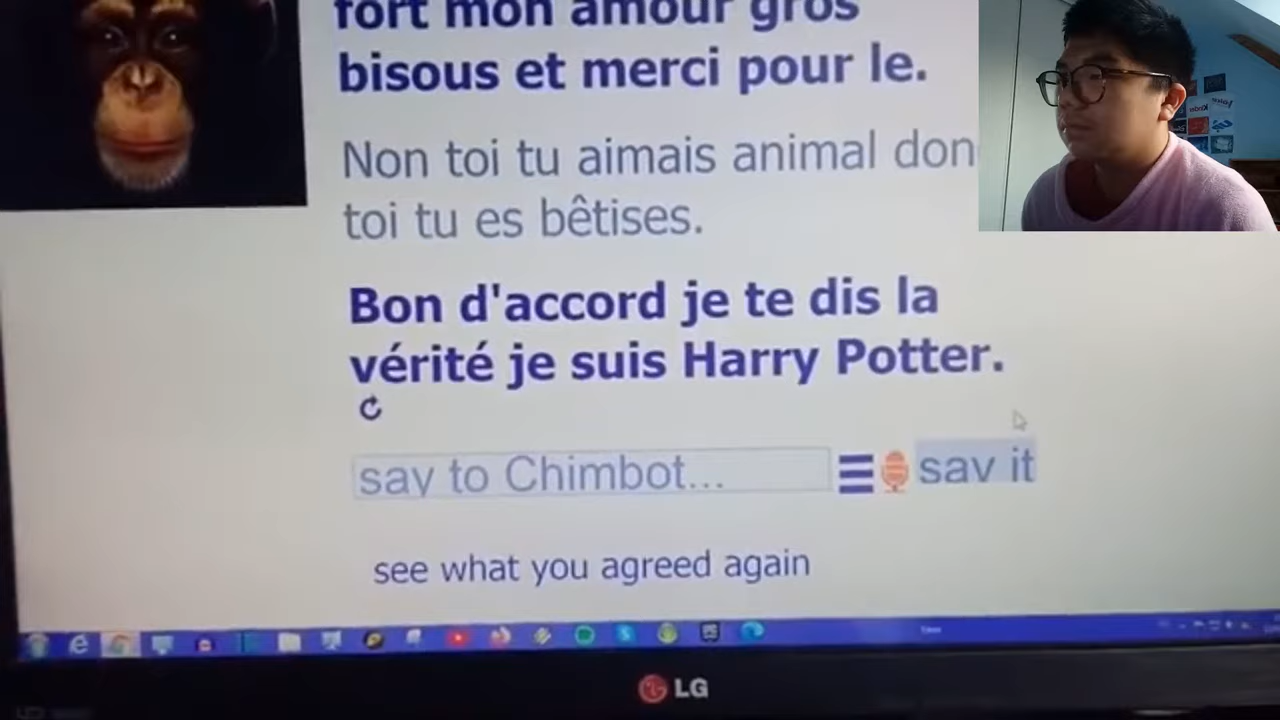 fort mon amour gros
bisous et merci pour le.
Non toi tu aimais animal don
toi tu es bêtises.
Bon d'accord je te dis la
vérité je suis Harry Potter.
say to Chimbot...
say it
see what you agreed again
LG